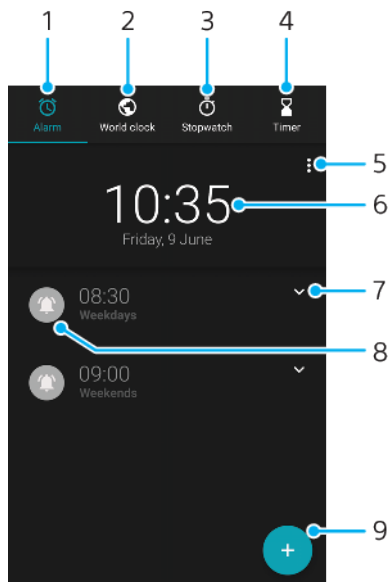 1 2 3 4
Alarm World clock Stopwatch Timer
5
10:35 6
Friday, 9 June
08:30 7
Weekdays
8
09:00
Weekends
9
+